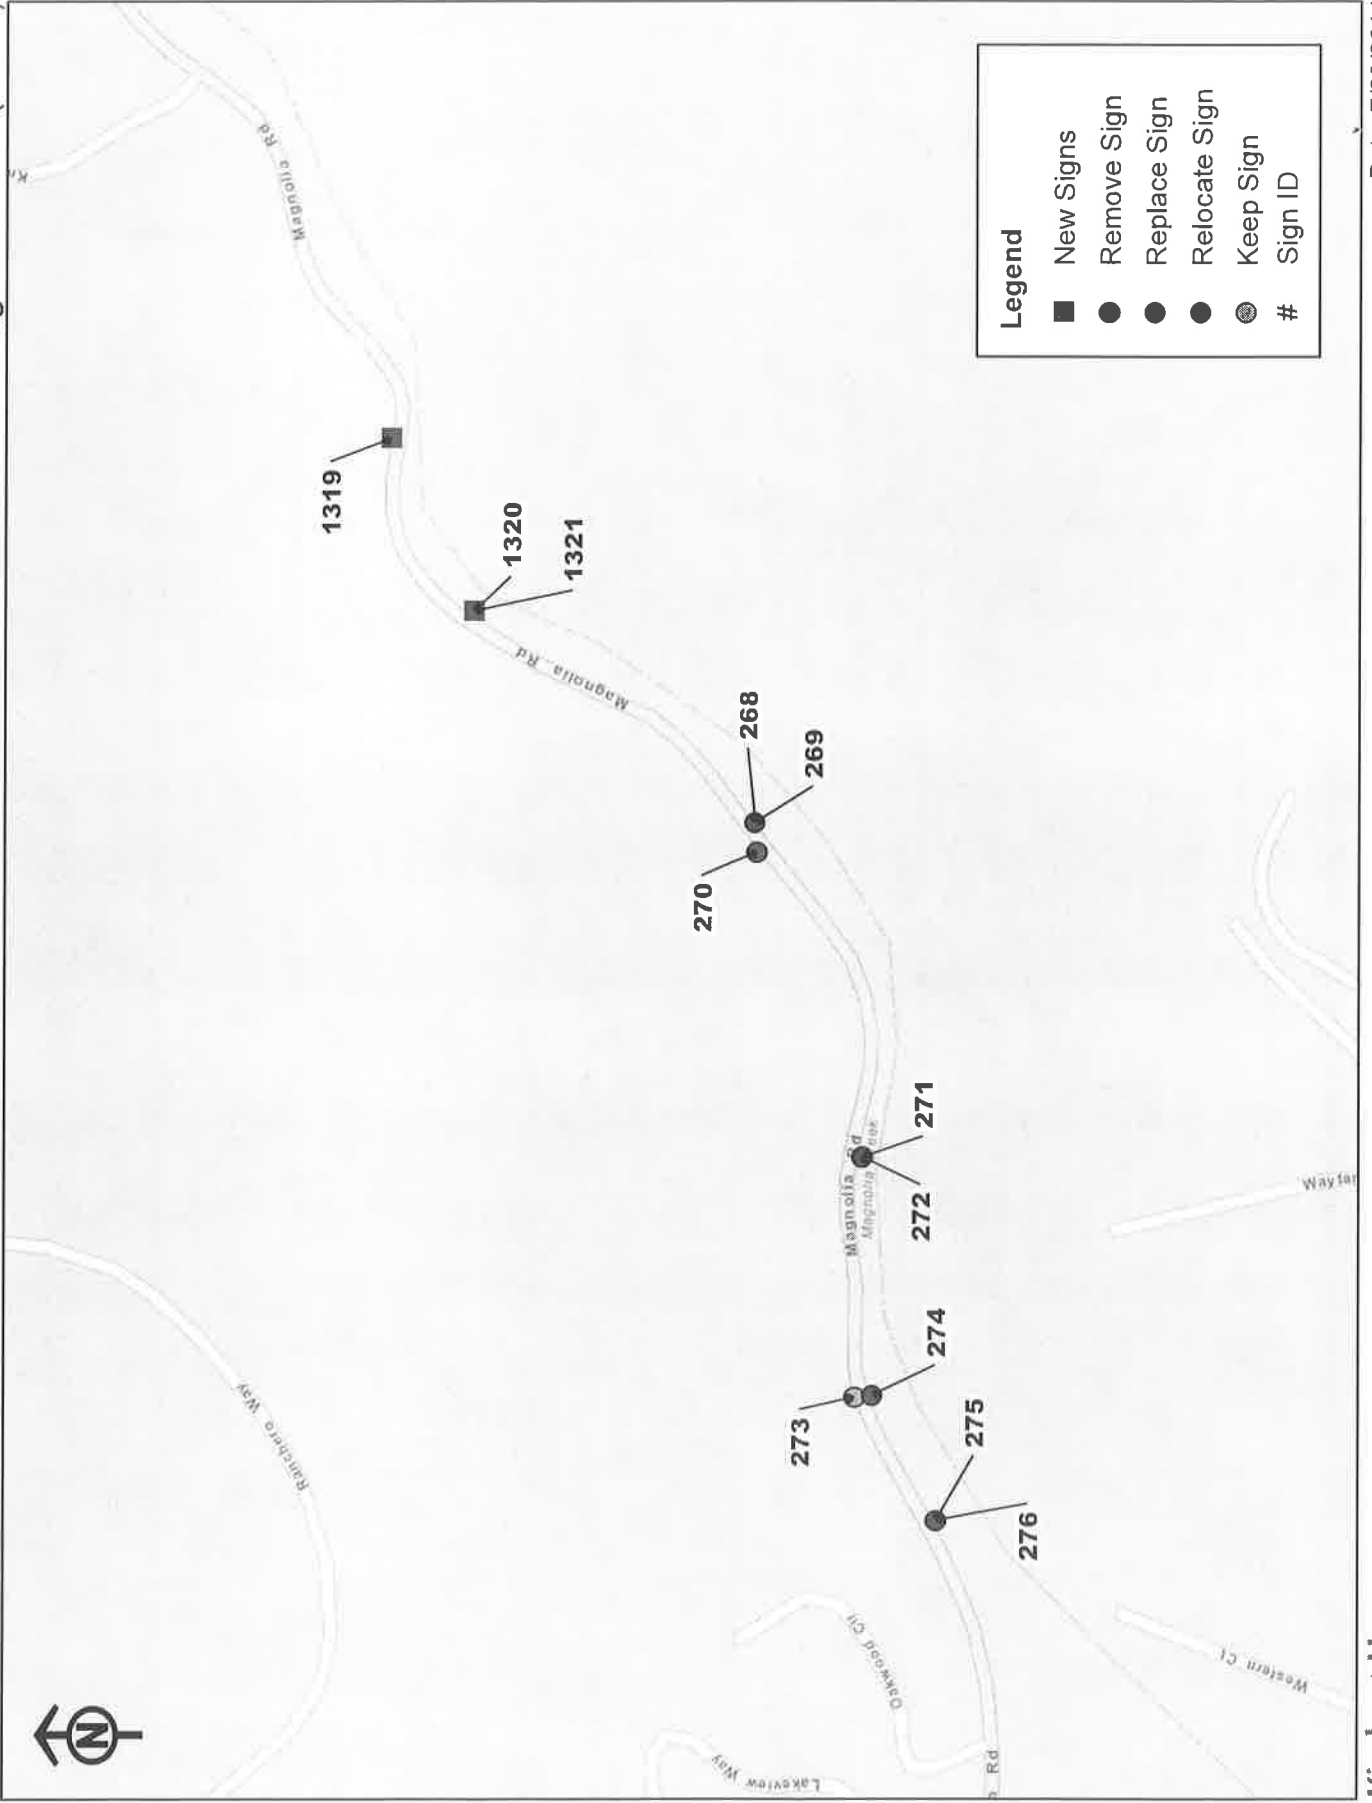 N
Magnolia Rd
1319
1320
1321
Magnolia Rd
268
269
270
271
272
Magnolia Rd
Magnolia
273
274
275
276
Rd
Ranchero Way
Lakeview Way
Oakwood Cir
Western Ct
Legend
New Signs
Remove Sign
Replace Sign
Relocate Sign
Keep Sign
# Sign ID